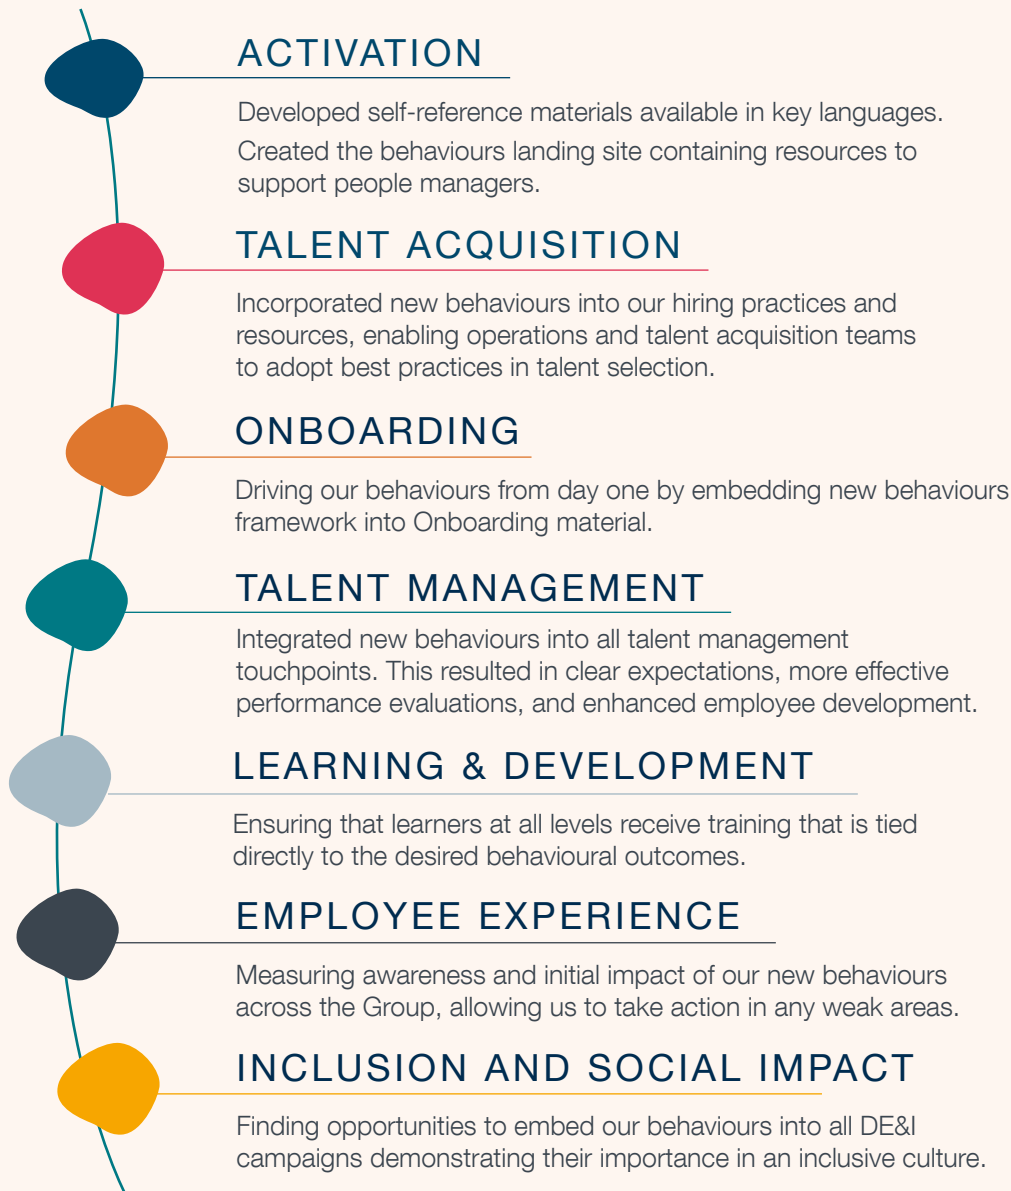 ACTIVATION
Developed self-reference materials available in key languages.
Created the behaviours landing site containing resources to
support people managers.
TALENT ACQUISITION
Incorporated new behaviours into our hiring practices and
resources, enabling operations and talent acquisition teams
to adopt best practices in talent selection.
ONBOARDING
Driving our behaviours from day one by embedding new behaviours
framework into Onboarding material.
TALENT MANAGEMENT
Integrated new behaviours into all talent management
touchpoints. This resulted in clear expectations, more effective
performance evaluations, and enhanced employee development.
LEARNING & DEVELOPMENT
Ensuring that learners at all levels receive training that is tied
directly to the desired behavioural outcomes.
EMPLOYEE EXPERIENCE
Measuring awareness and initial impact of our new behaviours
across the Group, allowing us to take action in any weak areas.
INCLUSION AND SOCIAL IMPACT
Finding opportunities to embed our behaviours into all DE&I
campaigns demonstrating their importance in an inclusive culture.